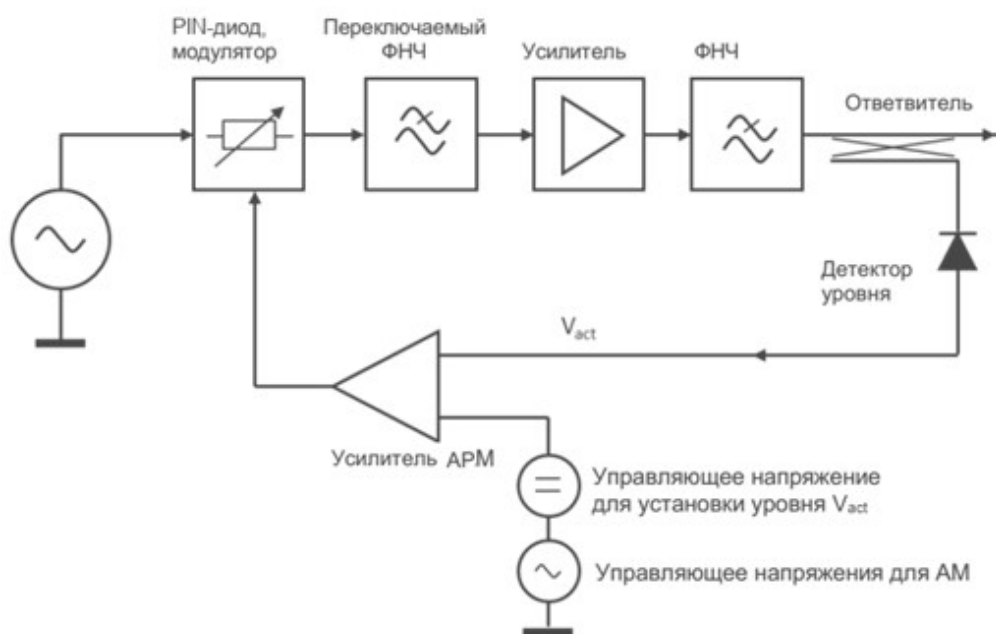 PIN-диод,
модулятор
Переключаемый
ФНЧ
Усилитель
ФНЧ
Ответвитель
Детектор
уровня
Vact
Усилитель АРМ
Управляющее напряжение
для установки уровня Vact
Управляющее напряжения для АМ